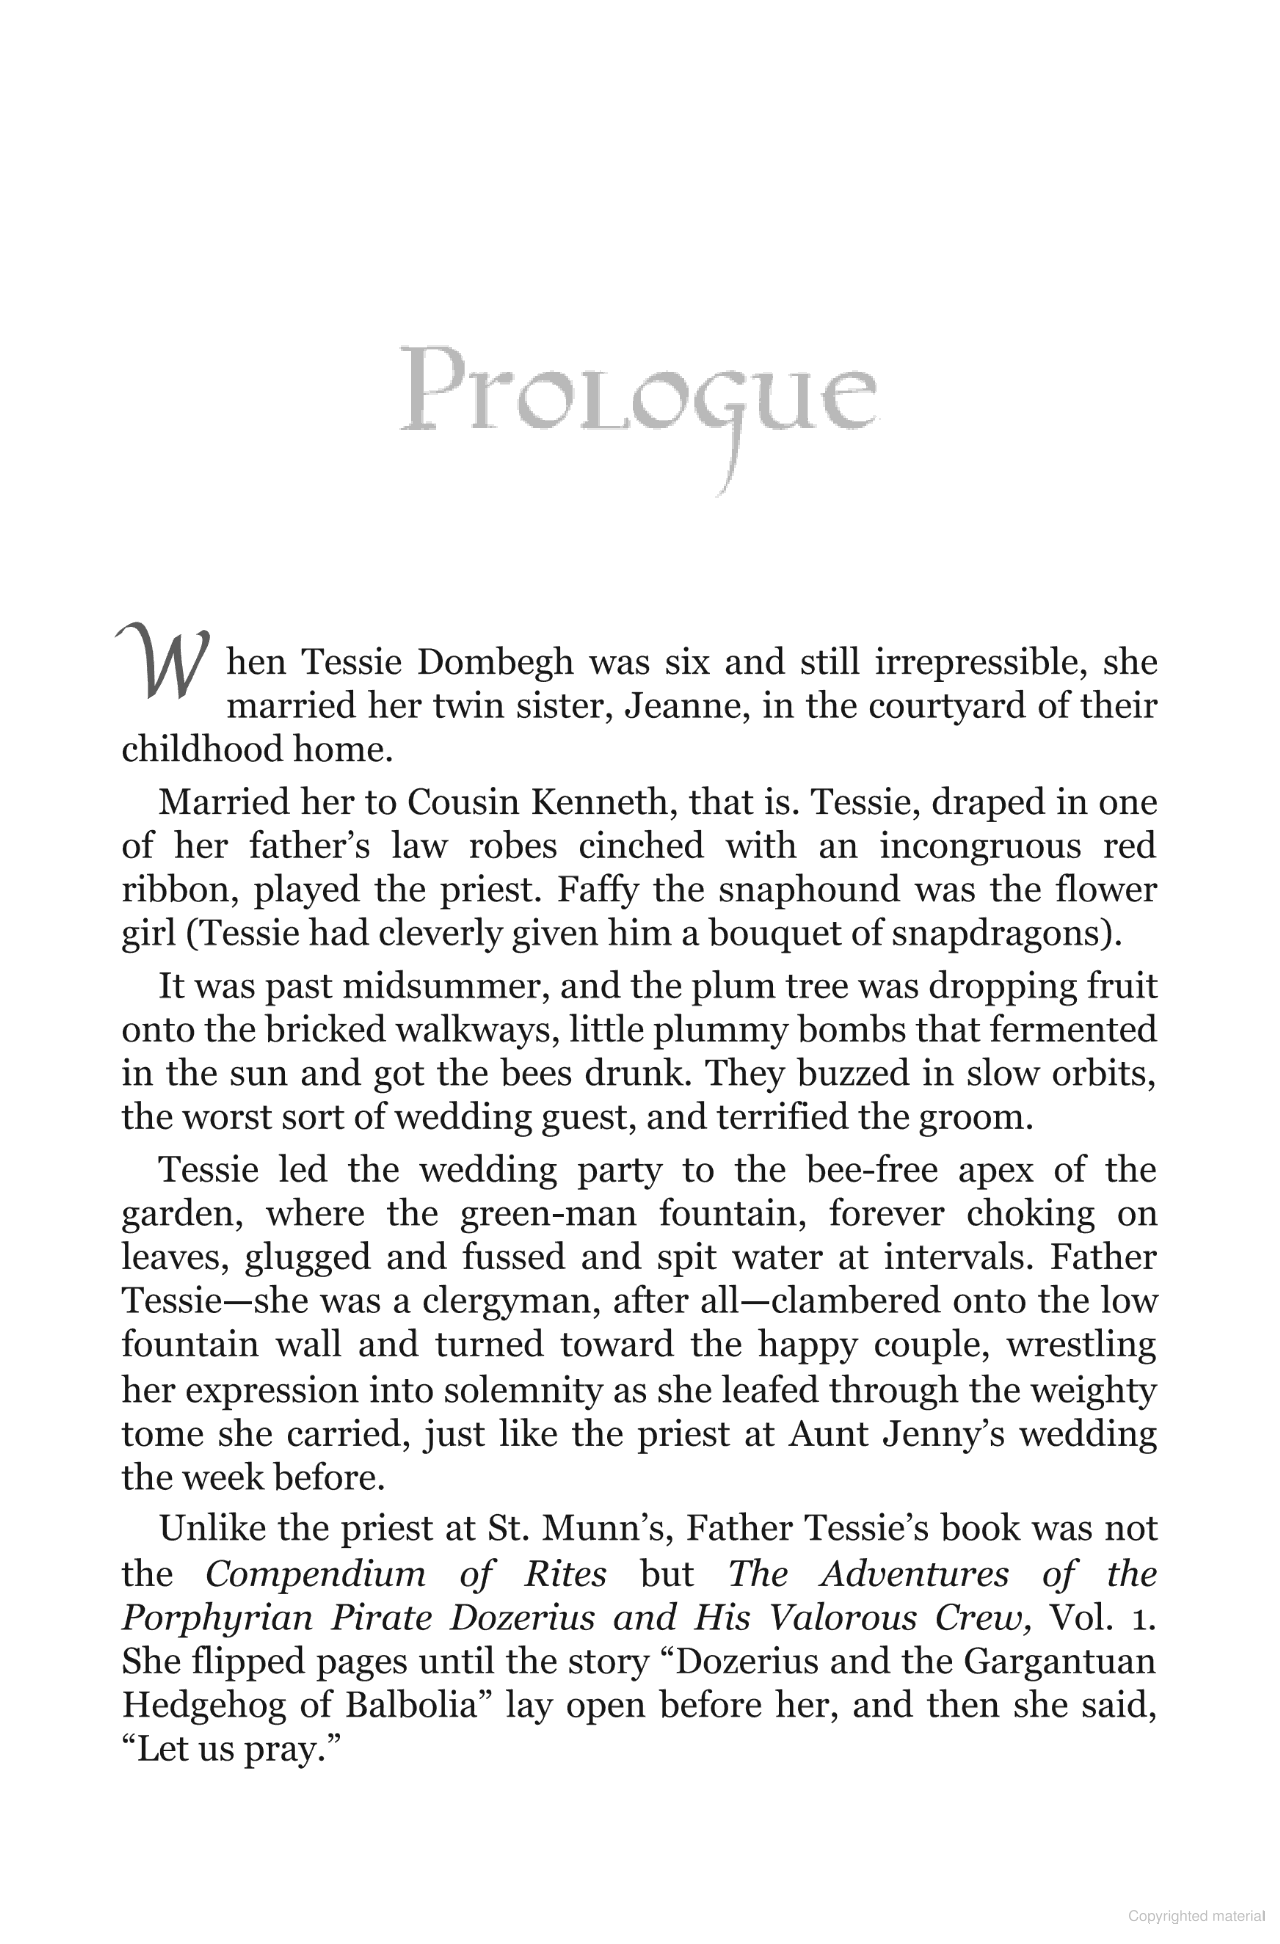 Prologue
When Tessie Dombegh was six and still irrepressible, she
married her twin sister, Jeanne, in the courtyard of their
childhood home.
Married her to Cousin Kenneth, that is. Tessie, draped in one
of her father’s law robes cinched with an incongruous red
ribbon, played the priest. Faffy the snaphound was the flower
girl (Tessie had cleverly given him a bouquet of snapdragons).
It was past midsummer, and the plum tree was dropping fruit
onto the bricked walkways, little plummy bombs that fermented
in the sun and got the bees drunk. They buzzed in slow orbits,
the worst sort of wedding guest, and terrified the groom.
Tessie led the wedding party to the bee-free apex of the
garden, where the green-man fountain, forever choking on
leaves, glugged and fussed and spit water at intervals. Father
Tessie—she was a clergyman, after all—clambered onto the low
fountain wall and turned toward the happy couple, wrestling
her expression into solemnity as she leafed through the weighty
tome she carried, just like the priest at Aunt Jenny’s wedding
the week before.
Unlike the priest at St. Munn’s, Father Tessie’s book was not
the Compendium of Rites but The Adventures of the
Porphyrian Pirate Dozerius and His Valorous Crew, Vol. 1.
She flipped pages until the story “Dozerius and the Gargantuan
Hedgehog of Balbolia” lay open before her, and then she said,
“Let us pray.”
Copyrighted material